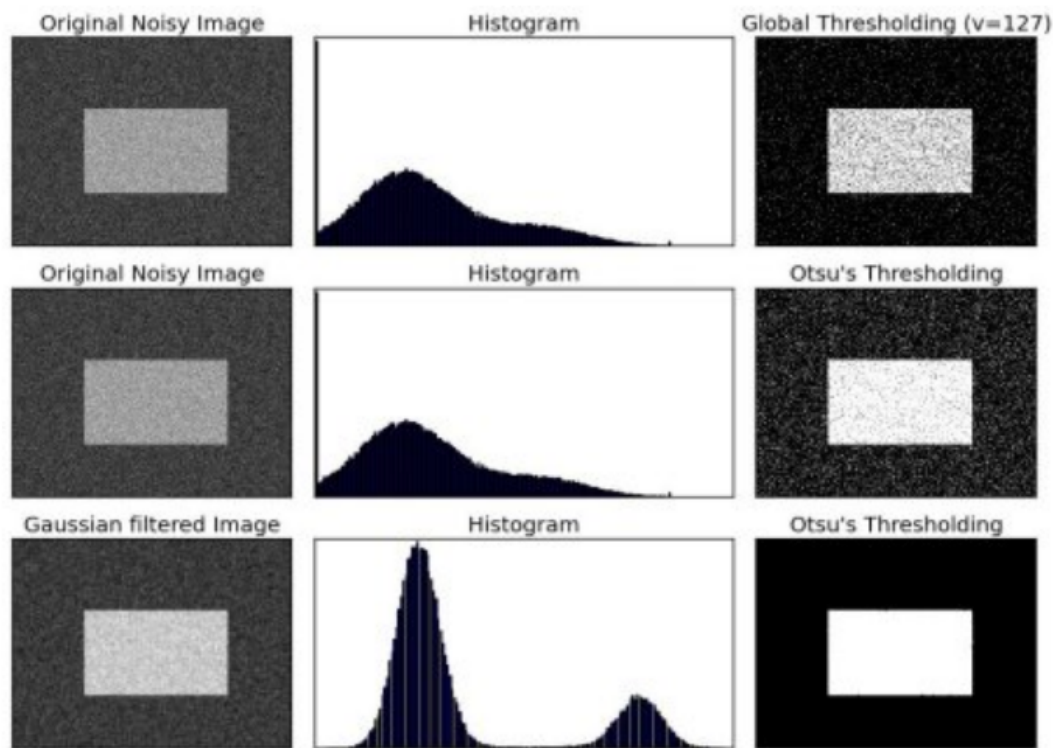 Original Noisy Image
Histogram
Global Thresholding (v=127)
Original Noisy Image
Histogram
Otsu's Thresholding
Gaussian filtered Image
Histogram
Otsu's Thresholding